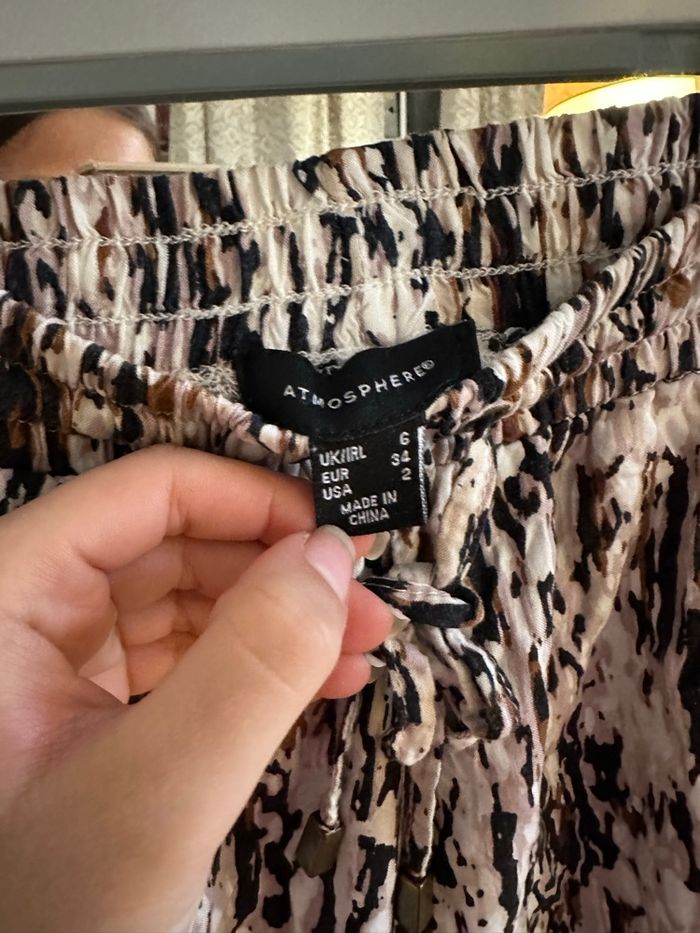 ATMOSPHERE®
UK/IRL 6
EUR 34
USA 2
MADE IN
CHINA